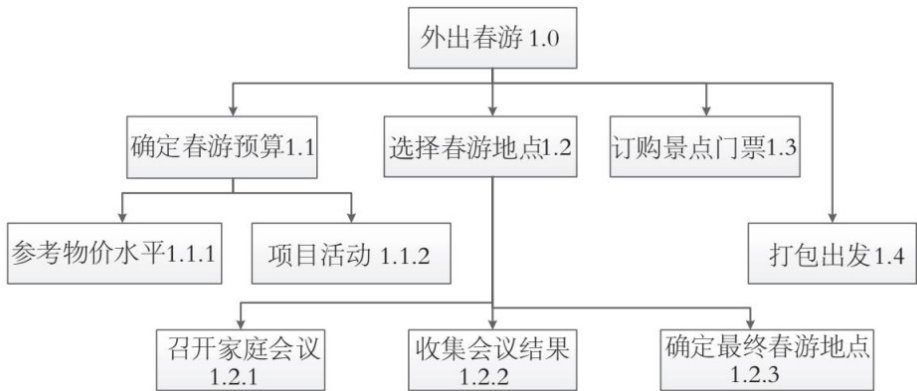 外出春游 1.0
确定春游预算1.1
选择春游地点1.2
订购景点门票1.3
参考物价水平1.1.1
项目活动 1.1.2
打包出发1.4
召开家庭会议
1.2.1
收集会议结果
1.2.2
确定最终春游地点
1.2.3